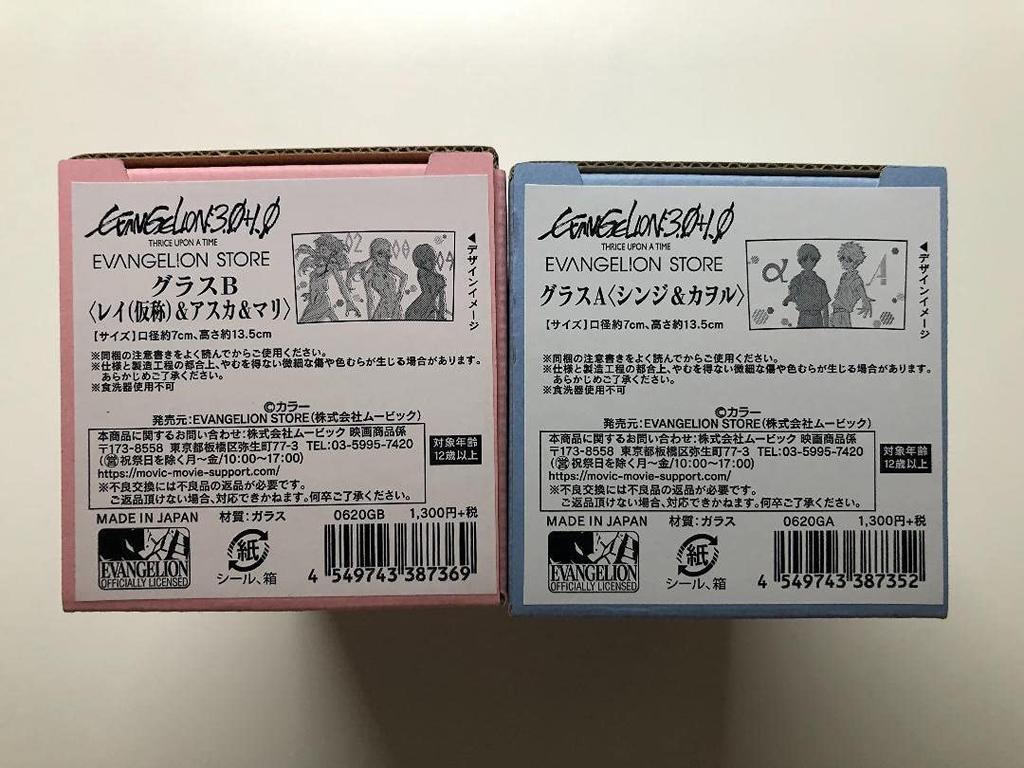 EVANGELION:3.0+1.0
THRICE UPON A TIME
EVANGELION STORE
グラスB
〈レイ(仮称)&アスカ&マリ〉
【サイズ】口径約7cm、高さ約13.5cm
02
00
◀デザインイメージ
※同梱の注意書きをよく読んでからご使用ください。
※仕様と製造工程の都合上、やむを得ない微細な傷や色むらが生じる場合があります。
あらかじめご了承ください。
※食洗器使用不可
©カラー
発売元:EVANGELION STORE(株式会社ムービック)
本商品に関するお問い合わせ:株式会社ムービック 映画商品係
〒173-8558 東京都板橋区弥生町77-3 TEL:03-5995-7420
(営祝祭日を除く月~金/10:00~17:00)
https://movic-movie-support.com/
※不良交換には不良品の返品が必要です。
ご返品頂けない場合、対応できかねます。何卒ご了承ください。
対象年齢
12歳以上
MADE IN JAPAN 材質:ガラス 0620GB 1,300円+税
EVANGELION
OFFICIALLY LICENSED
紙
シール、箱
4 549743 387369
EVANGELION:3.0+1.0
THRICE UPON A TIME
EVANGELION STORE
グラスA〈シンジ&カヲル〉
【サイズ】口径約7cm、高さ約13.5cm
α A
◀デザインイメージ
※同梱の注意書きをよく読んでからご使用ください。
※仕様と製造工程の都合上、やむを得ない微細な傷や色むらが生じる場合があります。
あらかじめご了承ください。
※食洗器使用不可
©カラー
発売元:EVANGELION STORE(株式会社ムービック)
本商品に関するお問い合わせ:株式会社ムービック 映画商品係
〒173-8558 東京都板橋区弥生町77-3 TEL:03-5995-7420
(営祝祭日を除く月~金/10:00~17:00)
https://movic-movie-support.com/
※不良交換には不良品の返品が必要です。
ご返品頂けない場合、対応できかねます。何卒ご了承ください。
対象年齢
12歳以上
MADE IN JAPAN 材質:ガラス 0620GA 1,300円+税
EVANGELION
OFFICIALLY LICENSED
紙
シール、箱
4 549743 387352